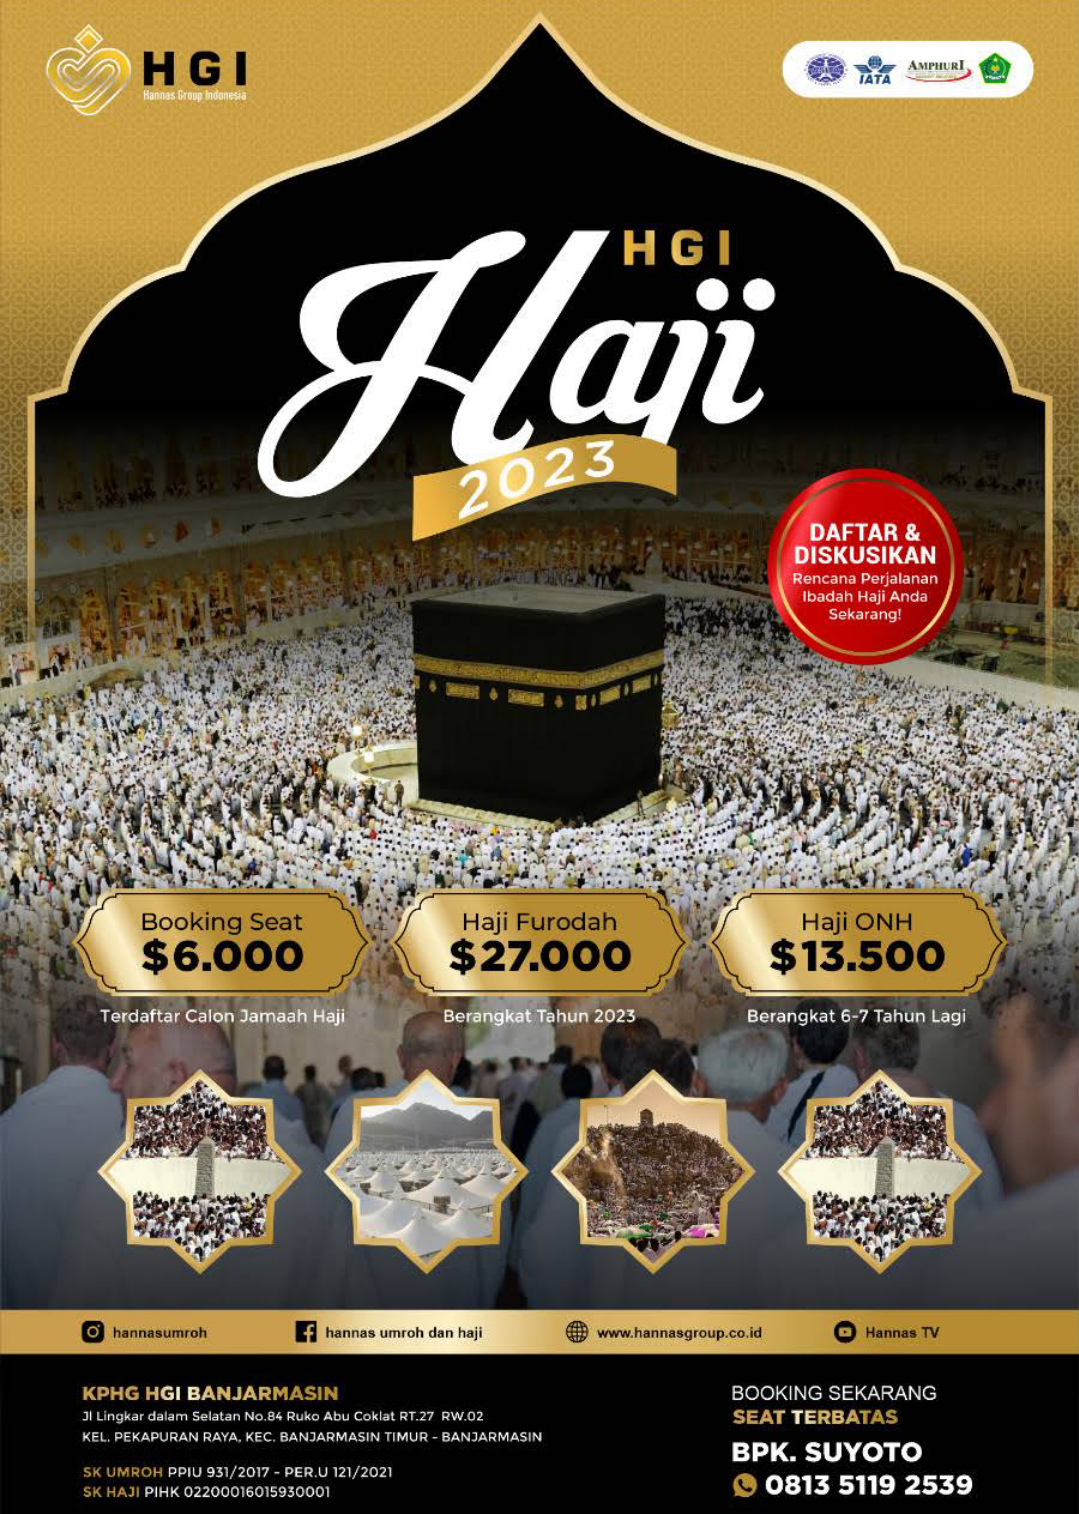 HGI
Hannas Group Indonesia
IATA
AMPHURI
HGI
Haji
2023
DAFTAR &
DISKUSIKAN
Rencana Perjalanan
Ibadah Haji Anda
Sekarang!
Booking Seat
$6.000
Terdaftar Calon Jamaah Haji
Haji Furodah
$27.000
Berangkat Tahun 2023
Haji ONH
$13.500
Berangkat 6-7 Tahun Lagi
hannasumroh
hannas umroh dan haji
www.hannasgroup.co.id
Hannas TV
KPHG HGI BANJARMASIN
Jl Lingkar dalam Selatan No.84 Ruko Abu Coklat RT.27 RW.02
KEL. PEKAPURAN RAYA, KEC. BANJARMASIN TIMUR - BANJARMASIN
SK UMROH PPIU 931/2017 - PER.U 121/2021
SK HAJI PIHK 02200016015930001
BOOKING SEKARANG
SEAT TERBATAS
BPK. SUYOTO
0813 5119 2539